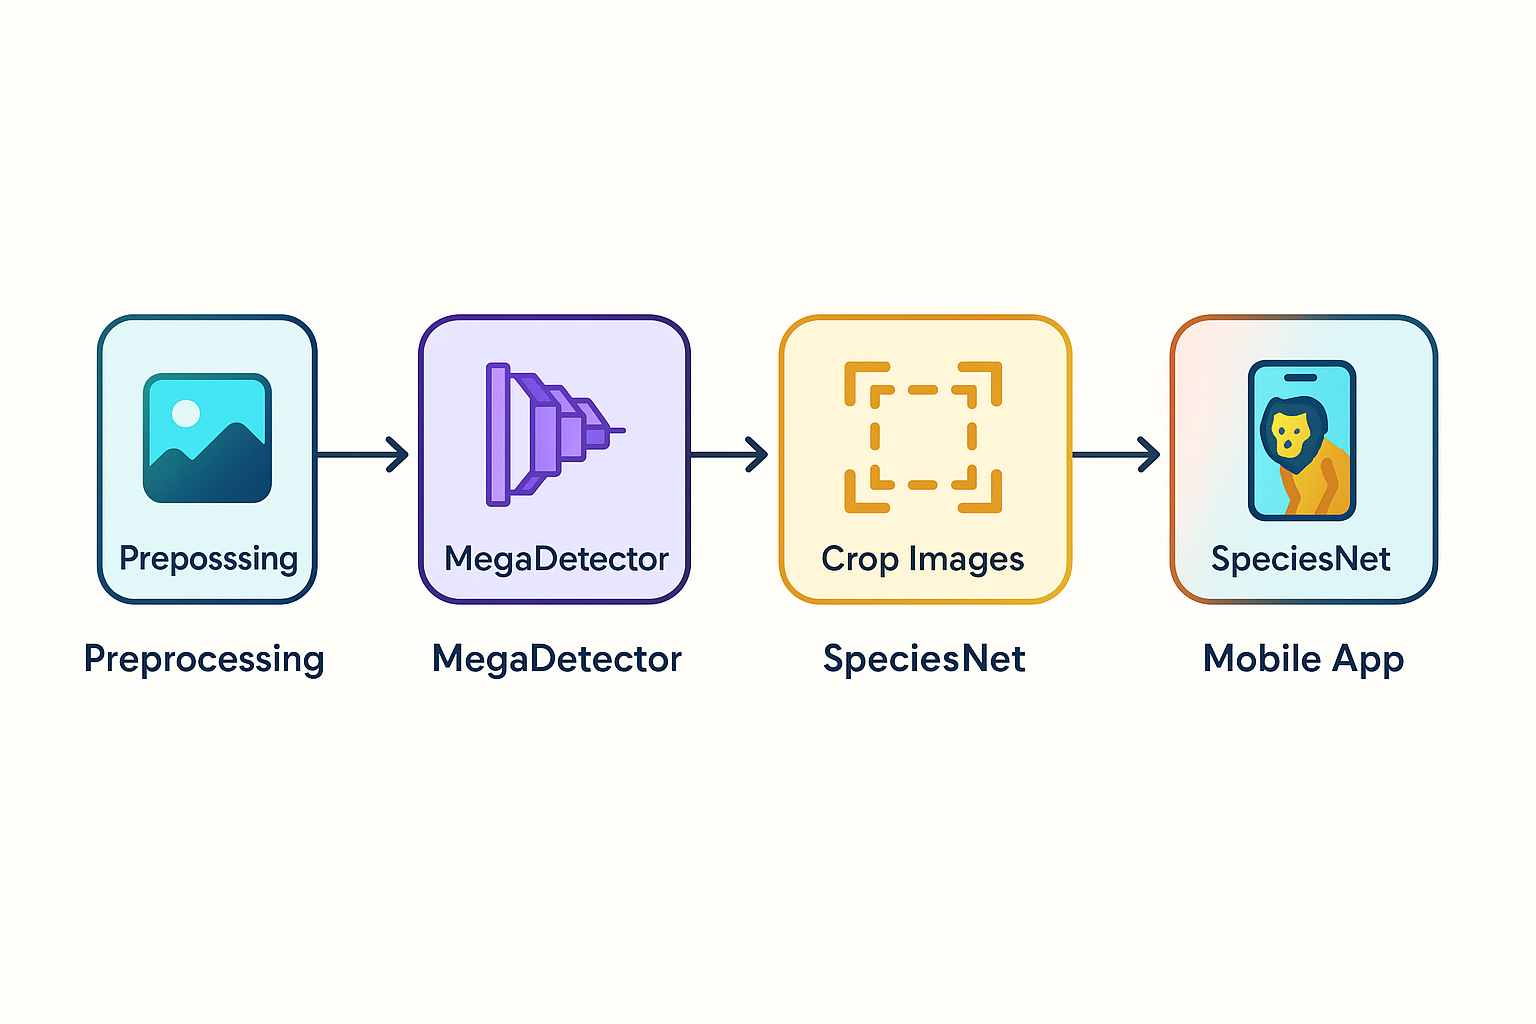 Preposssing
MegaDetector
Crop Images
SpeciesNet
Preprocessing
MegaDetector
SpeciesNet
Mobile App